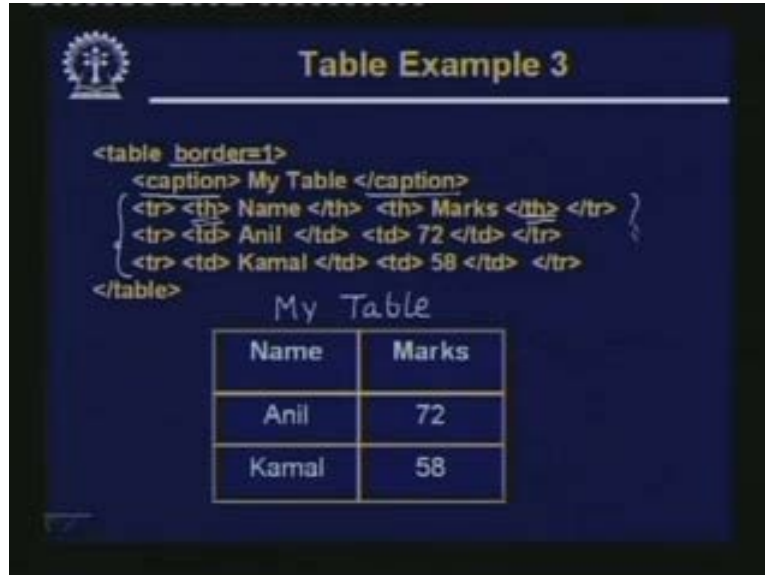 Table Example 3
<table border=1>
<caption> My Table </caption>
<tr> <th> Name </th> <th> Marks </th> </tr>
<tr> <td> Anil </td> <td> 72 </td> </tr>
<tr> <td> Kamal </td> <td> 58 </td> </tr>
</table>
My Table
Name Marks
Anil 72
Kamal 58